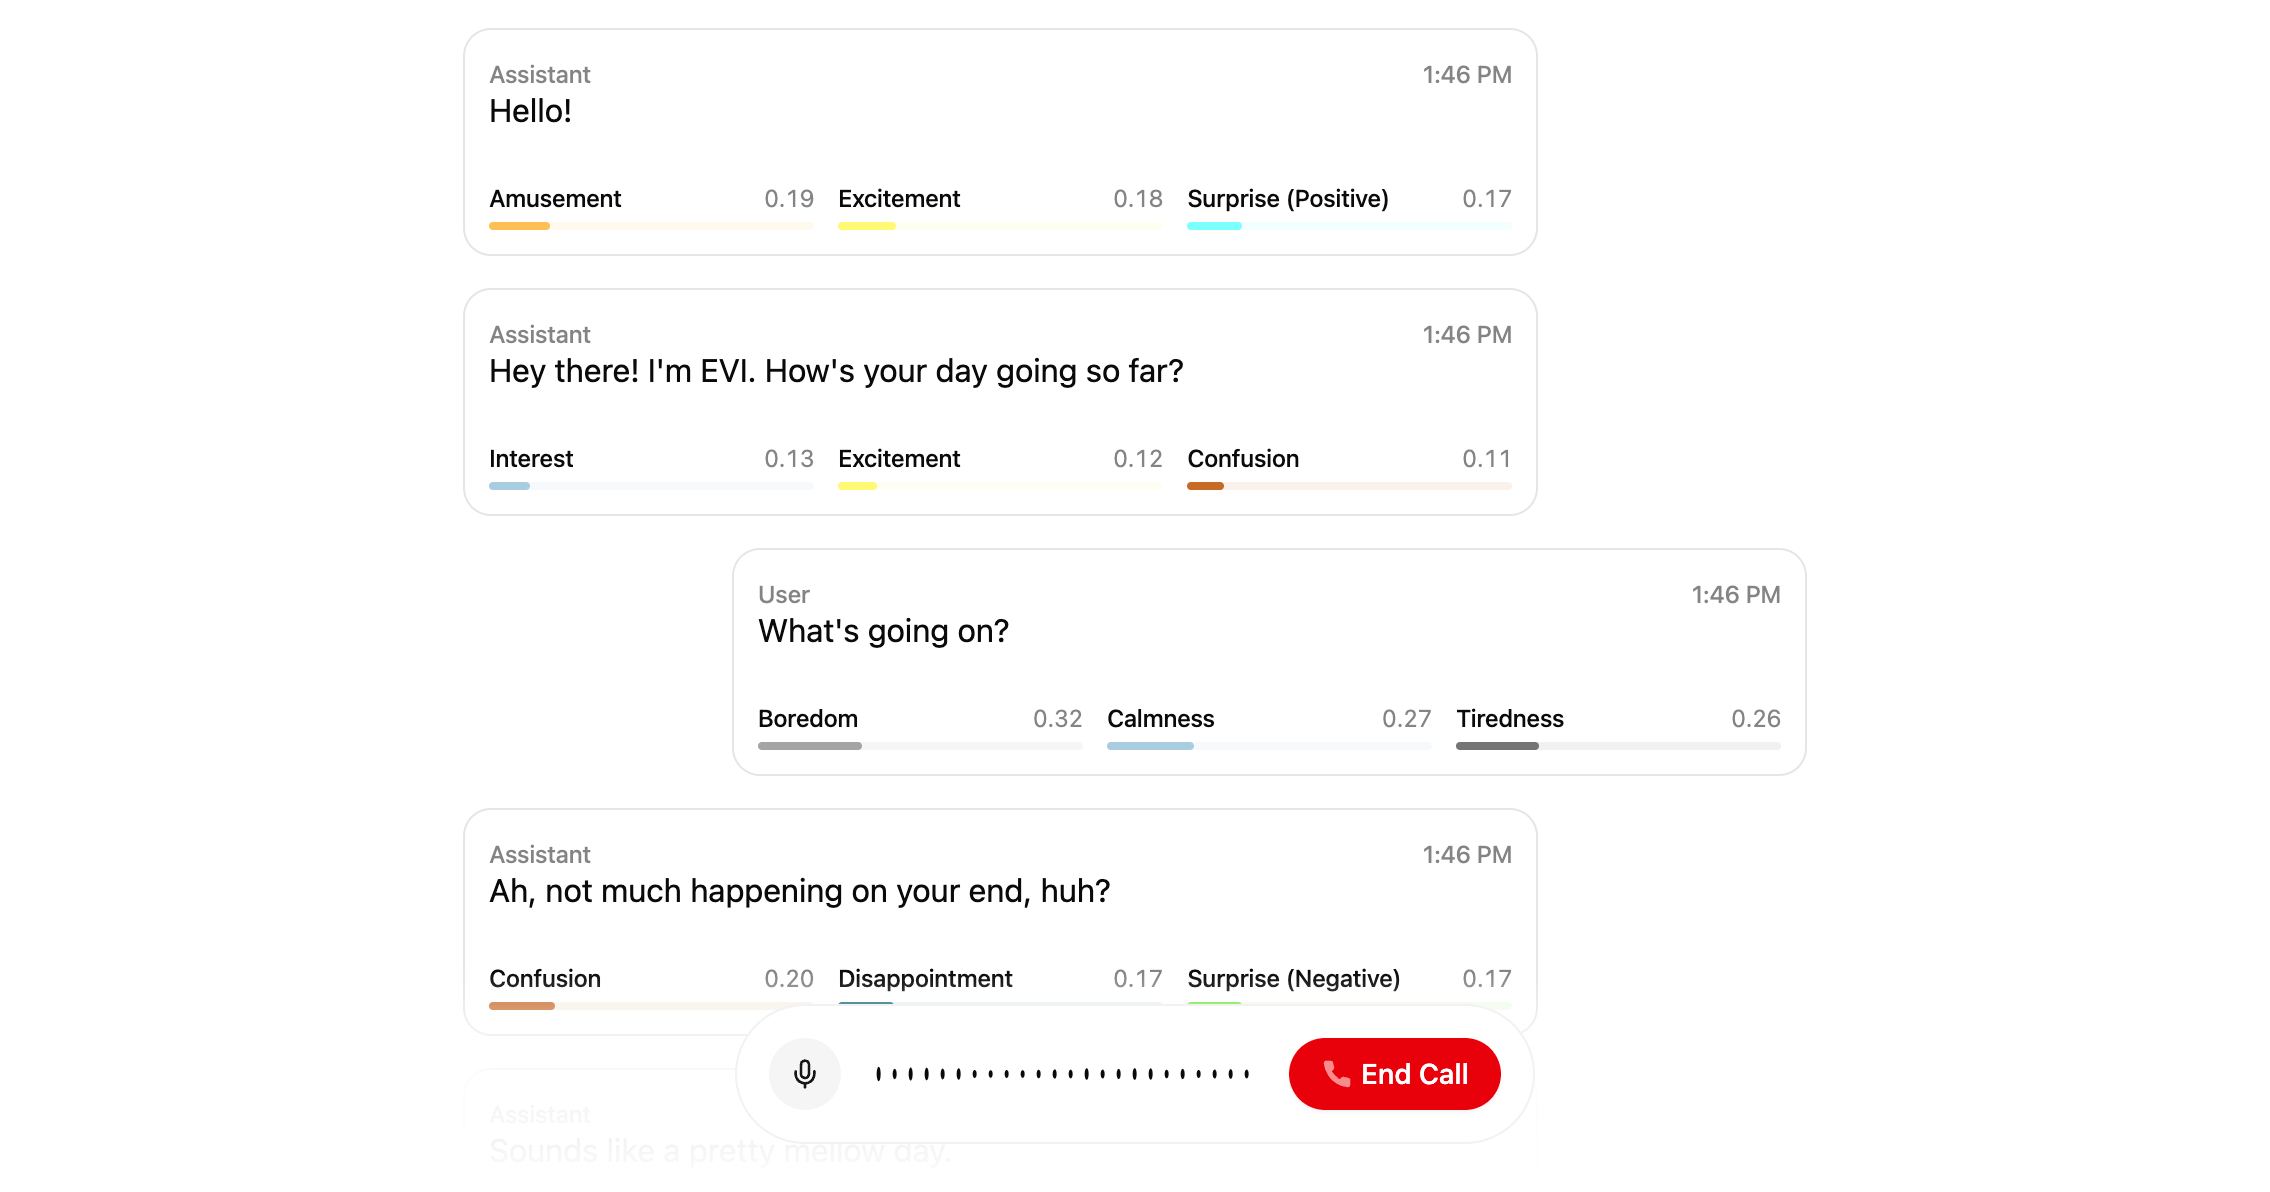 Assistant 1:46 PM
Hello!
Amusement 0.19 Excitement 0.18 Surprise (Positive) 0.17
Assistant 1:46 PM
Hey there! I'm EVI. How's your day going so far?
Interest 0.13 Excitement 0.12 Confusion 0.11
User 1:46 PM
What's going on?
Boredom 0.32 Calmness 0.27 Tiredness 0.26
Assistant 1:46 PM
Ah, not much happening on your end, huh?
Confusion 0.20 Disappointment 0.17 Surprise (Negative) 0.17
End Call
Assistant
Sounds like a pretty mellow day.